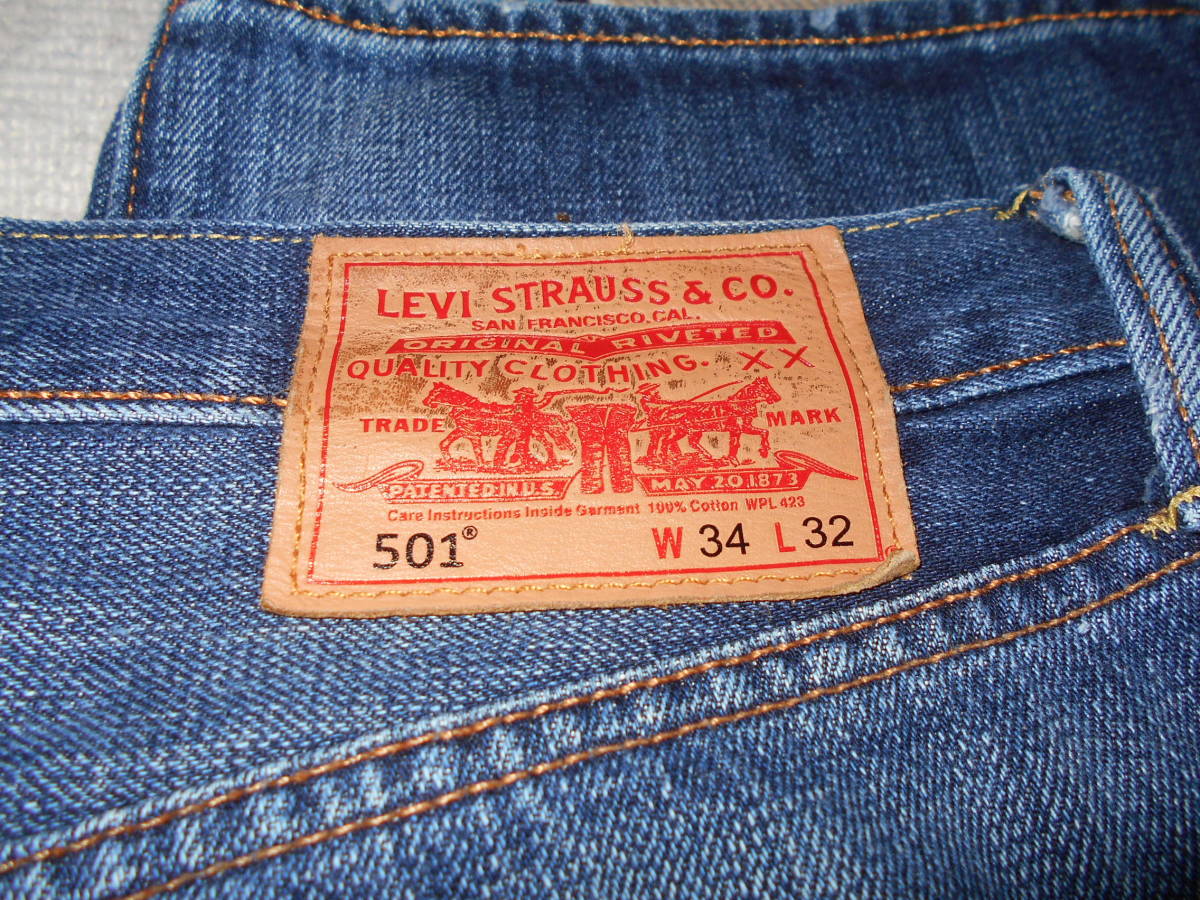 LEVI STRAUSS & CO.
SAN FRANCISCO, CAL.
ORIGINAL RIVETED
QUALITY CLOTHING. XX
TRADE MARK
PATENTED IN U.S. MAY 20 1873
Care Instructions Inside Garment 100% Cotton WPL 423
501® W 34 L 32